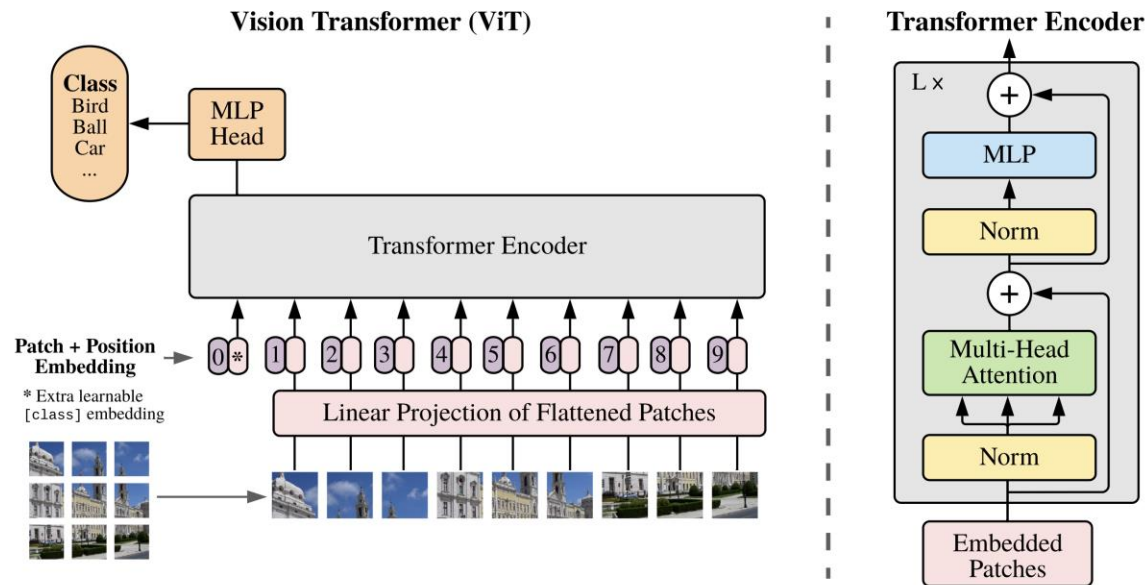 Vision Transformer (ViT)
Class
Bird
Ball
Car
...
MLP
Head
Transformer Encoder
Patch + Position
Embedding
0 * 1 2 3 4 5 6 7 8 9
* Extra learnable
[class] embedding
Linear Projection of Flattened Patches
Transformer Encoder
L ×
+
MLP
Norm
+
Multi-Head
Attention
Norm
Embedded
Patches